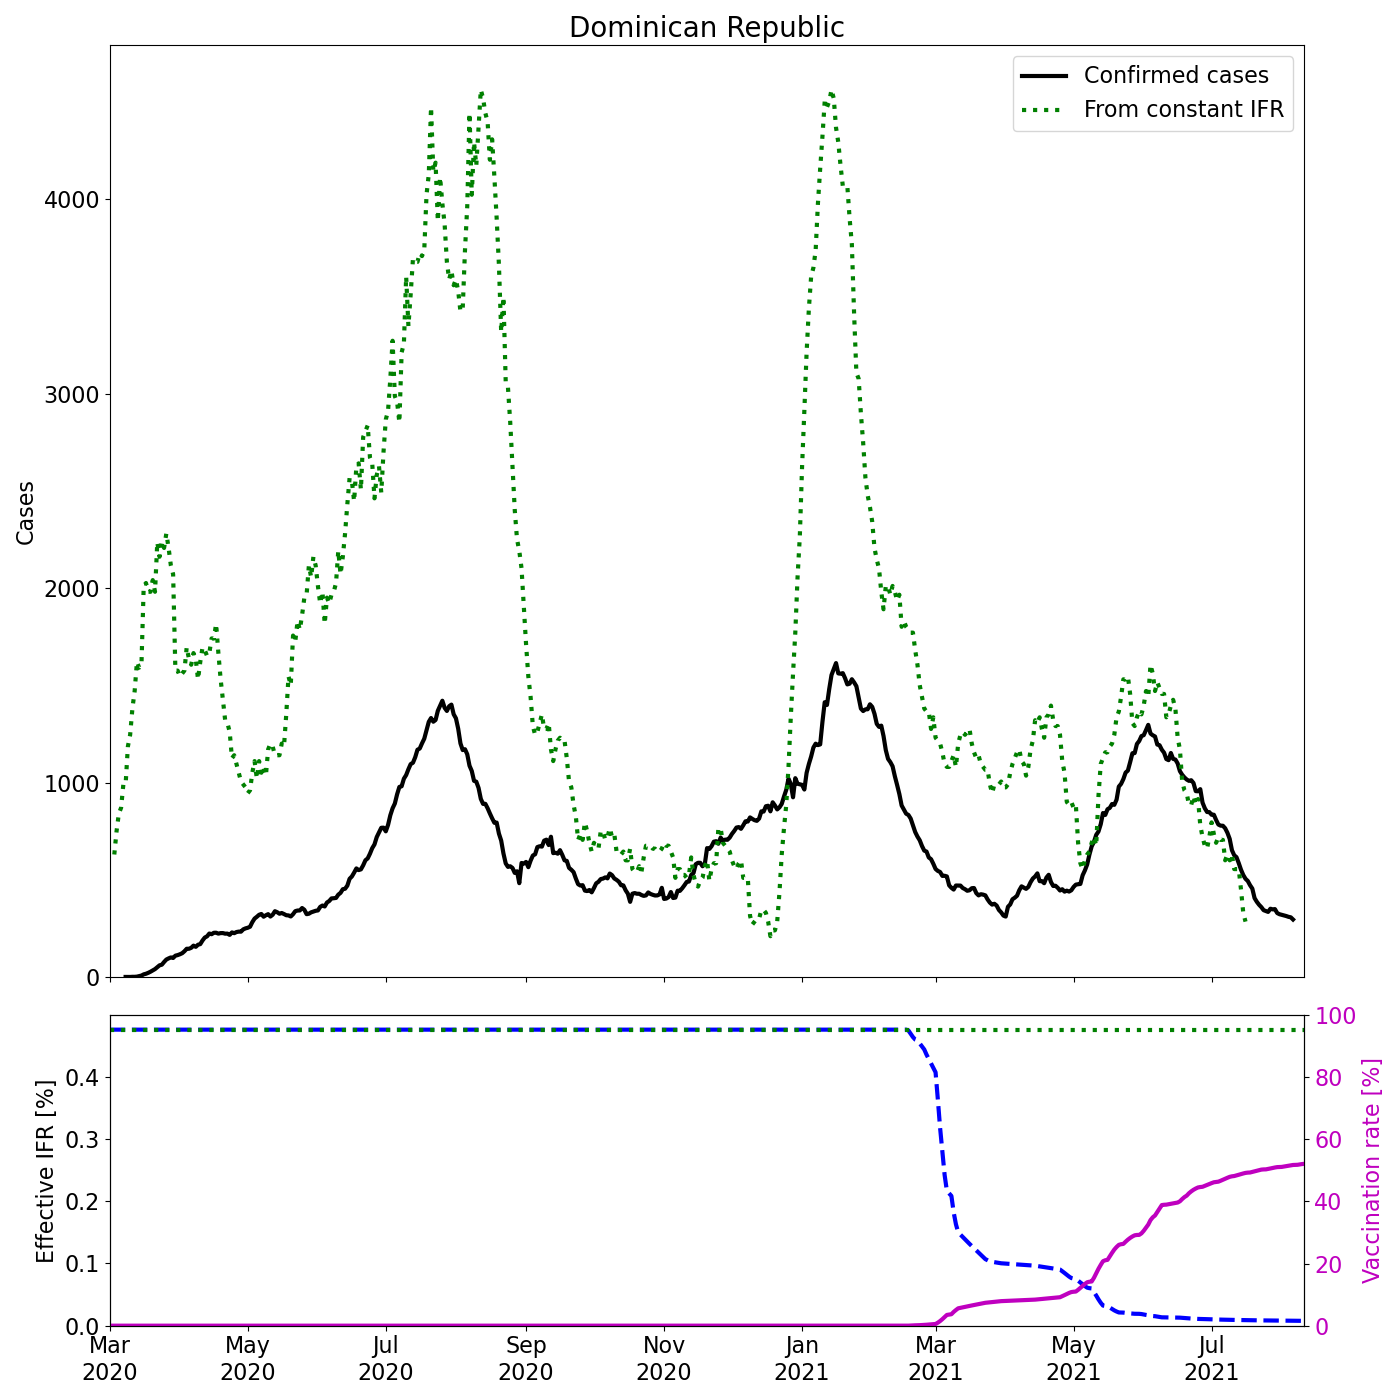 Dominican Republic
Confirmed cases
From constant IFR
4000
3000
2000
1000
0
Cases
0.4
0.3
0.2
0.1
0.0
Effective IFR [%]
100
80
60
40
20
0
Vaccination rate [%]
Mar May Jul Sep Nov Jan Mar May Jul
2020 2020 2020 2020 2020 2021 2021 2021 2021